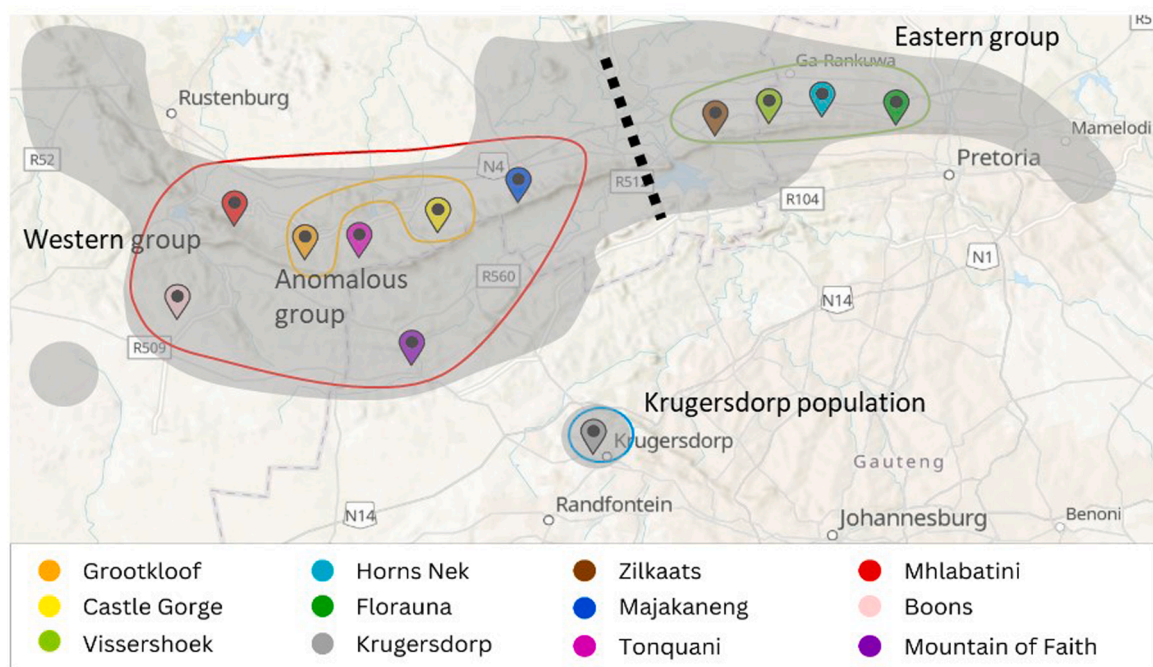 R5
Eastern group
Ga-Rankuwa
Rustenburg
Mamelodi
R52
N4
Pretoria
R104
Western group
N1
R560
Anomalous
group
N14
R509
Krugersdorp population
Krugersdorp
Gauteng
Randfontein
N14
Johannesburg
Benoni
Grootkloof
Horns Nek
Zilkaats
Mhlabatini
Castle Gorge
Florauna
Majakaneng
Boons
Vissershoek
Krugersdorp
Tonquani
Mountain of Faith